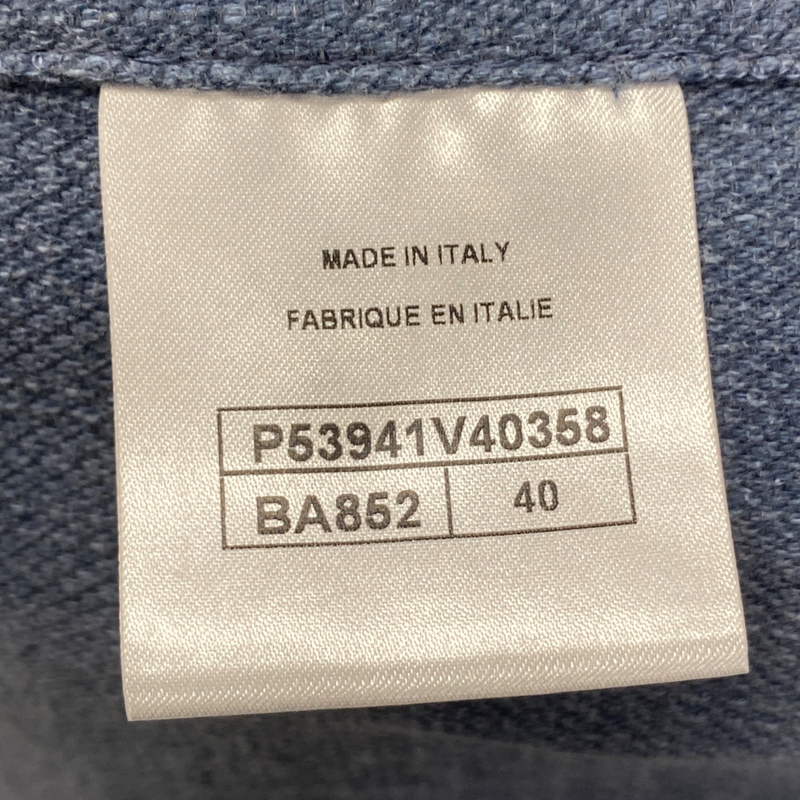 MADE IN ITALY
FABRIQUE EN ITALIE
P53941V40358
BA852 40